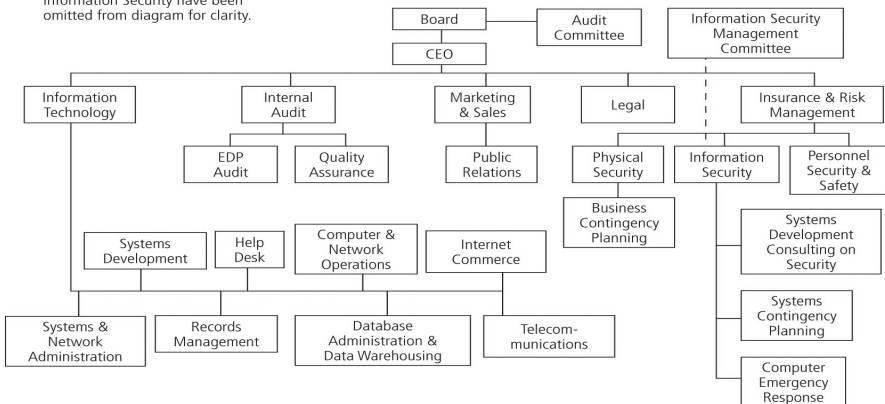 Information Security have been
omitted from diagram for clarity.
Board
Audit
Committee
Information Security
Management
Committee
CEO
Information
Technology
Internal
Audit
Marketing
& Sales
Legal
Insurance & Risk
Management
EDP
Audit
Quality
Assurance
Public
Relations
Physical
Security
Information
Security
Personnel
Security &
Safety
Business
Contingency
Planning
Systems
Development
Help
Desk
Computer &
Network
Operations
Internet
Commerce
Systems
Development
Consulting on
Security
Systems &
Network
Administration
Records
Management
Database
Administration &
Data Warehousing
Telecom-
munications
Systems
Contingency
Planning
Computer
Emergency
Response